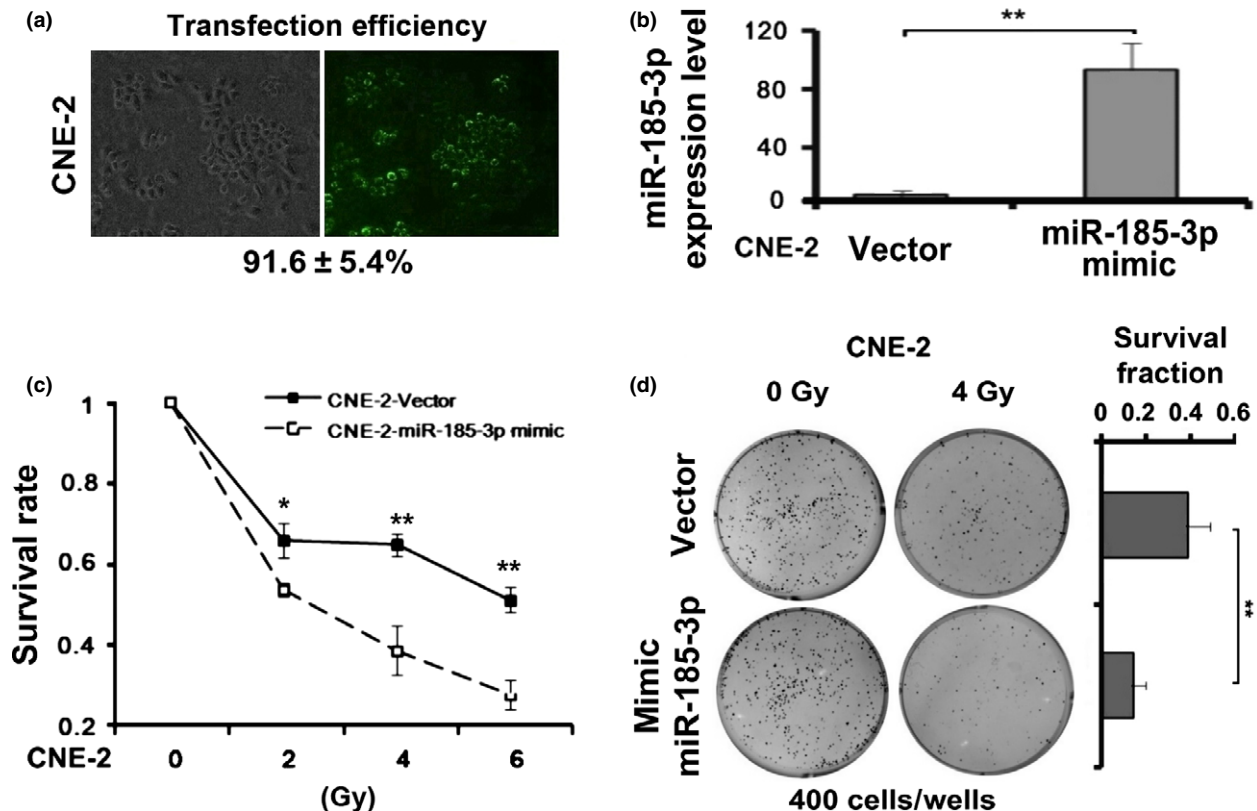 (a)
Transfection efficiency
CNE-2
91.6 ± 5.4%
(b)
miR-185-3p
expression level
**
120
80
40
0
CNE-2
Vector
miR-185-3p
mimic
(c)
Survival rate
1
0.8
0.6
0.4
0.2
CNE-2-Vector
CNE-2-miR-185-3p mimic
*
**
**
CNE-2
0
2
4
6
(Gy)
(d)
CNE-2
0 Gy
4 Gy
Vector
Mimic
miR-185-3p
400 cells/wells
Survival
fraction
0 0.2 0.4 0.6
**